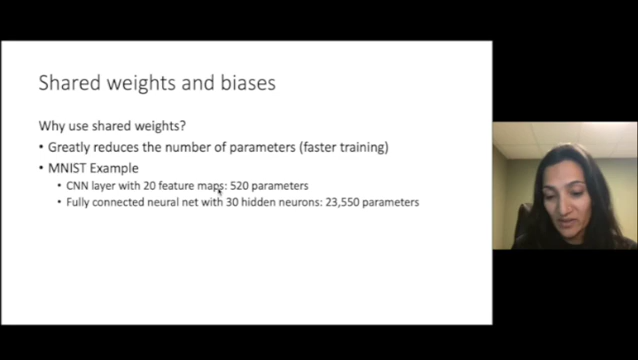 Shared weights and biases
Why use shared weights?
• Greatly reduces the number of parameters (faster training)
• MNIST Example
• CNN layer with 20 feature maps: 520 parameters
• Fully connected neural net with 30 hidden neurons: 23,550 parameters